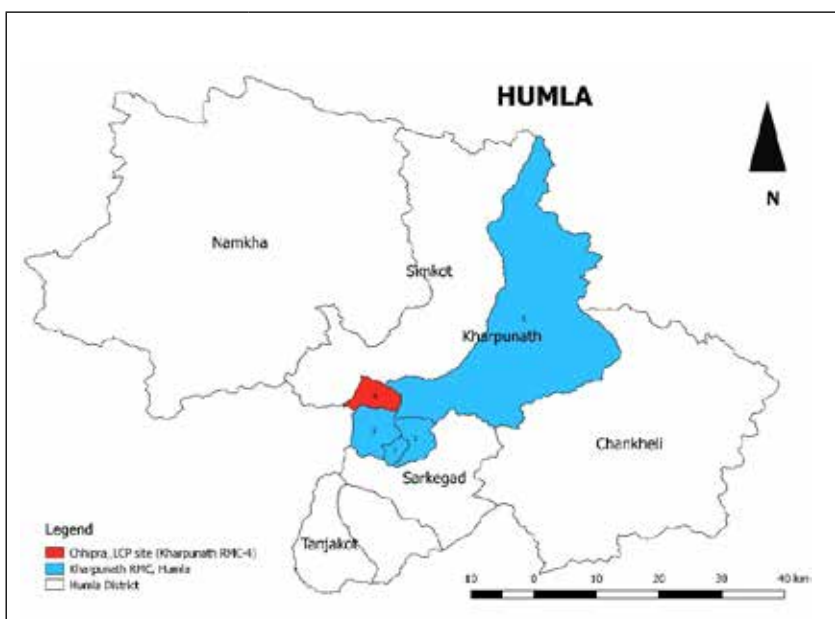 HUMLA
N
Namkha
Simkot
Kharpunath
Chankheli
Sarkegad
Tanjakot
Legend
Chhipra, LCP site (Kharpunath RMC-4)
Kharpunath RMC, Humla
Humla District
10 0 10 20 30 40 km